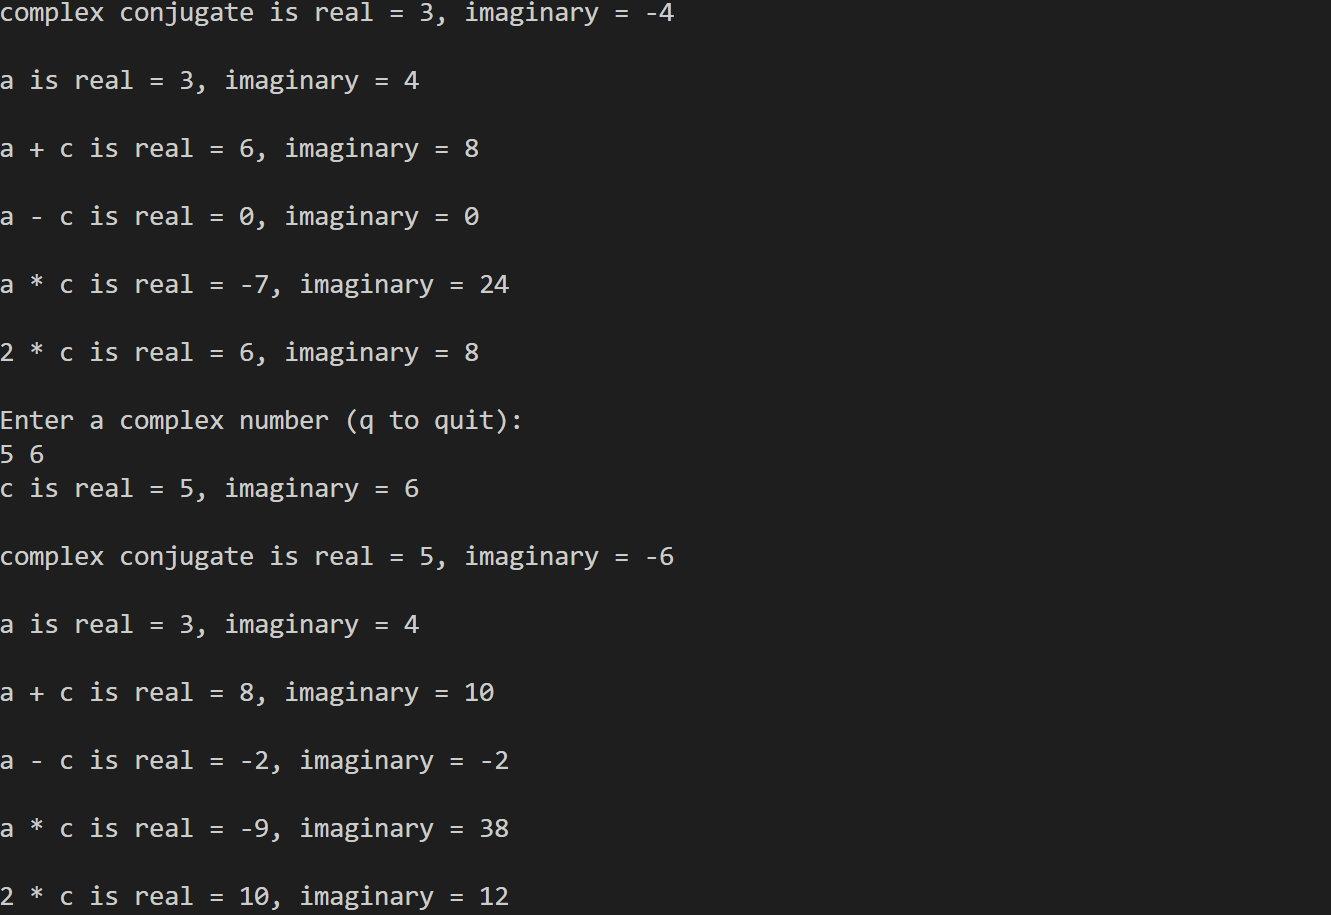 complex conjugate is real = 3, imaginary = -4
a is real = 3, imaginary = 4
a + c is real = 6, imaginary = 8
a - c is real = 0, imaginary = 0
a * c is real = -7, imaginary = 24
2 * c is real = 6, imaginary = 8
Enter a complex number (q to quit):
5 6
c is real = 5, imaginary = 6
complex conjugate is real = 5, imaginary = -6
a is real = 3, imaginary = 4
a + c is real = 8, imaginary = 10
a - c is real = -2, imaginary = -2
a * c is real = -9, imaginary = 38
2 * c is real = 10, imaginary = 12